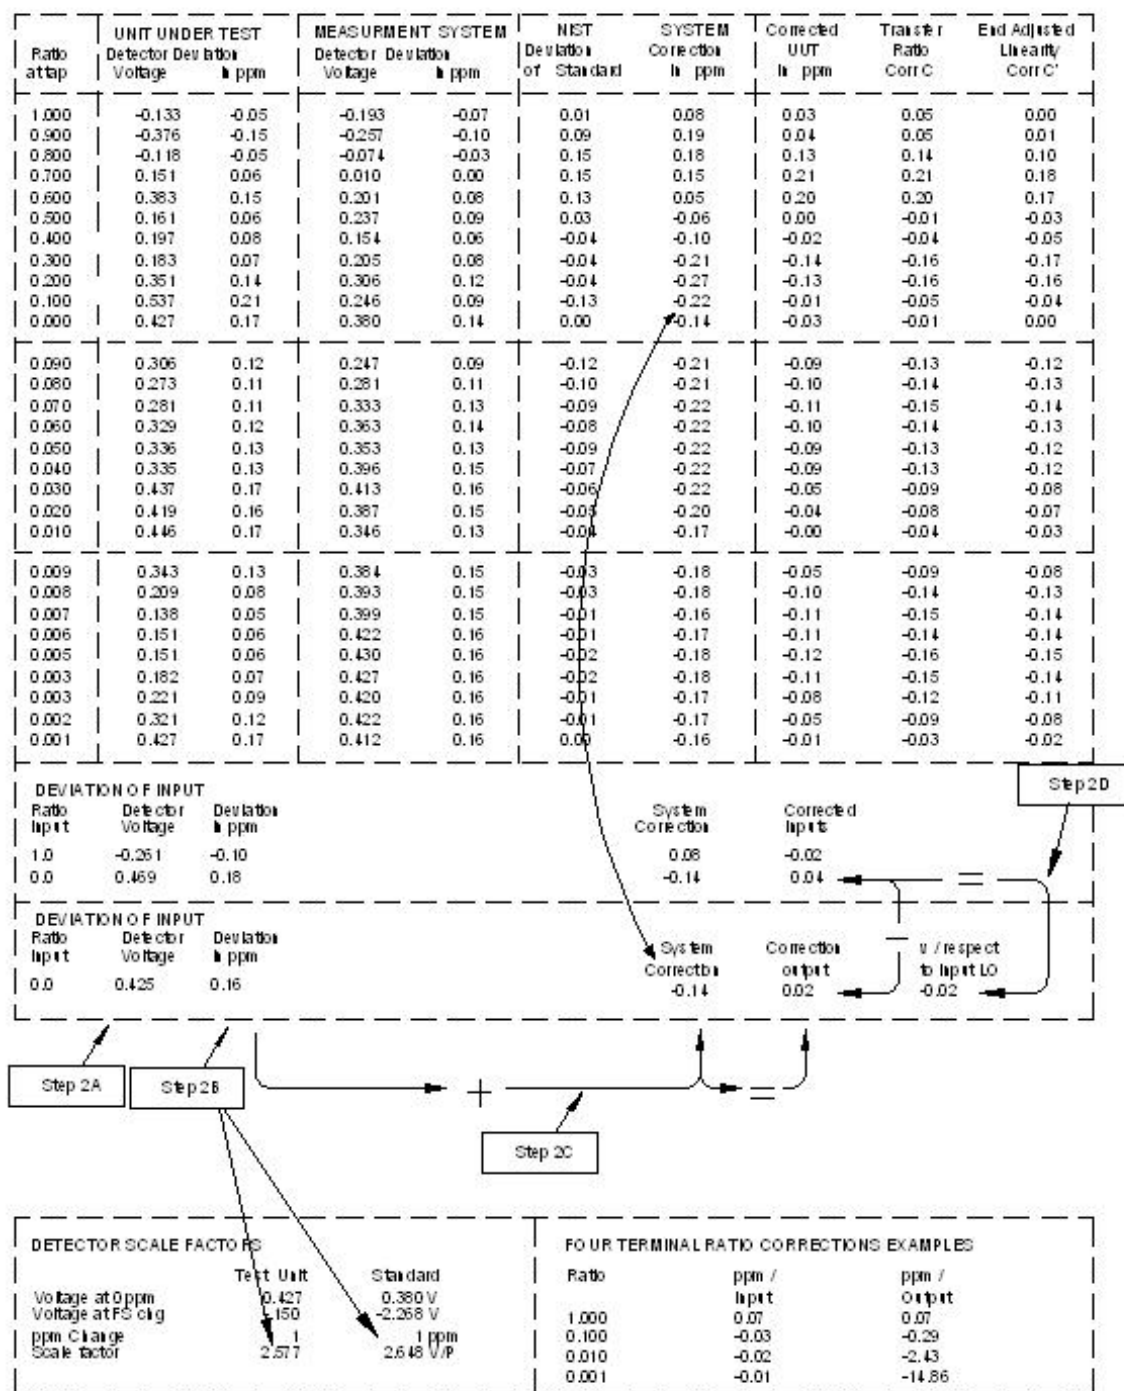 UNIT UNDER TEST MEASURMENT SYSTEM NIST SYSTEM Corrected Transfer End Adjusted
Ratio Detector Deviation Detector Deviation Deviation Correction UUT Ratio Linearity
at tap Voltage In ppm Voltage In ppm of Standard In ppm In ppm Corr C Corr C'
1.000 -0.133 -0.05 -0.193 -0.07 0.01 0.08 0.03 0.05 0.00
0.900 -0.376 -0.15 -0.257 -0.10 0.09 0.19 0.04 0.05 0.01
0.800 -0.118 -0.05 -0.074 -0.03 0.15 0.18 0.13 0.14 0.10
0.700 0.151 0.06 0.010 0.00 0.15 0.15 0.21 0.21 0.18
0.600 0.383 0.15 0.201 0.08 0.13 0.05 0.20 0.20 0.17
0.500 0.161 0.06 0.237 0.09 0.03 -0.06 0.00 -0.01 -0.03
0.400 0.197 0.08 0.154 0.06 -0.04 -0.10 -0.02 -0.04 -0.05
0.300 0.183 0.07 0.205 0.08 -0.04 -0.21 -0.14 -0.16 -0.17
0.200 0.351 0.14 0.306 0.12 -0.04 -0.27 -0.13 -0.16 -0.16
0.100 0.537 0.21 0.246 0.09 -0.13 -0.22 -0.01 -0.05 -0.04
0.000 0.427 0.17 0.380 0.14 0.00 -0.14 -0.03 -0.01 0.00
0.090 0.306 0.12 0.247 0.09 -0.12 -0.21 -0.09 -0.13 -0.12
0.080 0.273 0.11 0.281 0.11 -0.10 -0.21 -0.10 -0.14 -0.13
0.070 0.281 0.11 0.333 0.13 -0.09 -0.22 -0.11 -0.15 -0.14
0.060 0.329 0.12 0.363 0.14 -0.08 -0.22 -0.10 -0.14 -0.13
0.050 0.336 0.13 0.353 0.13 -0.09 -0.22 -0.09 -0.13 -0.12
0.040 0.335 0.13 0.396 0.15 -0.07 -0.22 -0.09 -0.13 -0.12
0.030 0.437 0.17 0.413 0.16 -0.06 -0.22 -0.05 -0.09 -0.08
0.020 0.419 0.16 0.387 0.15 -0.05 -0.20 -0.04 -0.08 -0.07
0.010 0.446 0.17 0.346 0.13 -0.04 -0.17 -0.00 -0.04 -0.03
0.009 0.343 0.13 0.384 0.15 -0.03 -0.18 -0.05 -0.09 -0.08
0.008 0.209 0.08 0.393 0.15 -0.03 -0.18 -0.10 -0.14 -0.13
0.007 0.138 0.05 0.399 0.15 -0.01 -0.16 -0.11 -0.15 -0.14
0.006 0.151 0.06 0.422 0.16 -0.01 -0.17 -0.11 -0.14 -0.14
0.005 0.151 0.06 0.430 0.16 -0.02 -0.18 -0.12 -0.16 -0.15
0.003 0.182 0.07 0.427 0.16 -0.02 -0.18 -0.11 -0.15 -0.14
0.003 0.221 0.09 0.420 0.16 -0.01 -0.17 -0.08 -0.12 -0.11
0.002 0.321 0.12 0.422 0.16 -0.01 -0.17 -0.05 -0.09 -0.08
0.001 0.427 0.17 0.412 0.16 0.00 -0.16 -0.01 -0.03 -0.02
Step 2D
DEVIATION OF INPUT
Ratio Detector Deviation System Corrected
Input Voltage In ppm Correction Inputs
1.0 -0.261 -0.10 0.08 -0.02
0.0 0.469 0.18 -0.14 0.04 =
DEVIATION OF INPUT
Ratio Detector Deviation System Correction — w / respect
Input Voltage In ppm Correction output to Input LO
0.0 0.425 0.16 -0.14 0.02 -0.02
Step 2A Step 2B + =
Step 2C
DETECTOR SCALE FACTORS
Test Unit Standard
Voltage at 0 ppm 0.427 0.380 V
Voltage at FS chg -.150 -2.268 V
ppm Change 1 1 ppm
Scale factor 2.577 2.648 V/P
FOUR TERMINAL RATIO CORRECTIONS EXAMPLES
Ratio ppm / ppm /
Input Output
1.000 0.07 0.07
0.100 -0.03 -0.29
0.010 -0.02 -2.43
0.001 -0.01 -14.86